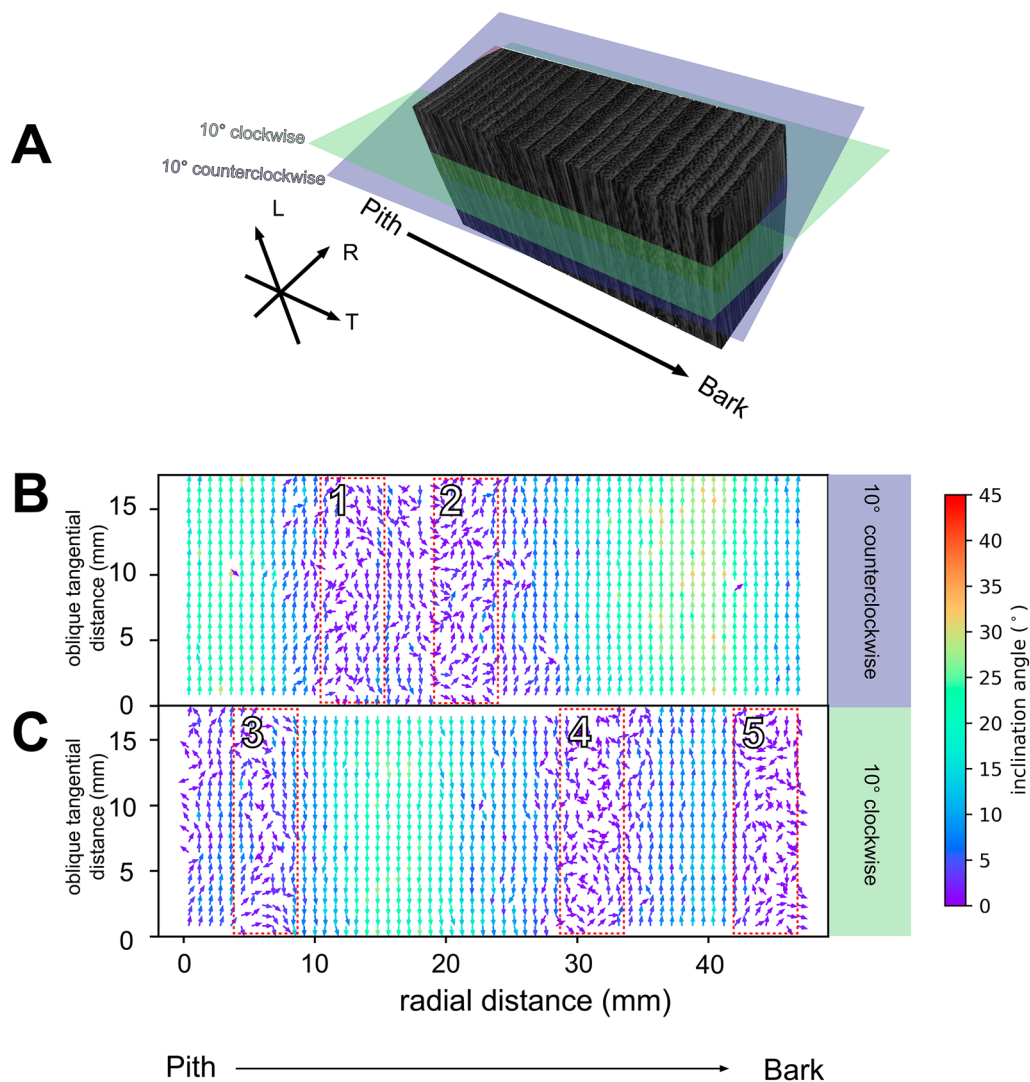 A
10° clockwise
10° counterclockwise
L
R
T
Pith
Bark
B
oblique tangential
distance (mm)
15
10
5
0
1
2
10° counterclockwise
C
oblique tangential
distance (mm)
15
10
5
0
3
4
5
10° clockwise
45
40
35
30
25
20
15
10
5
0
inclination angle (°)
0
10
20
30
40
radial distance (mm)
Pith
Bark